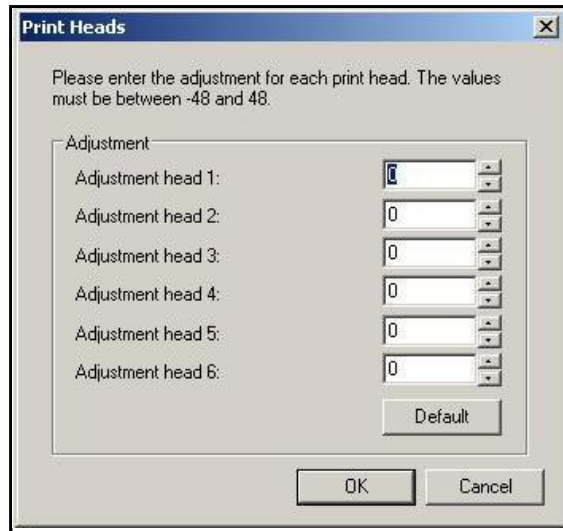 Print Heads
Please enter the adjustment for each print head. The values
must be between -48 and 48.
Adjustment
Adjustment head 1: 0
Adjustment head 2: 0
Adjustment head 3: 0
Adjustment head 4: 0
Adjustment head 5: 0
Adjustment head 6: 0
Default
OK Cancel